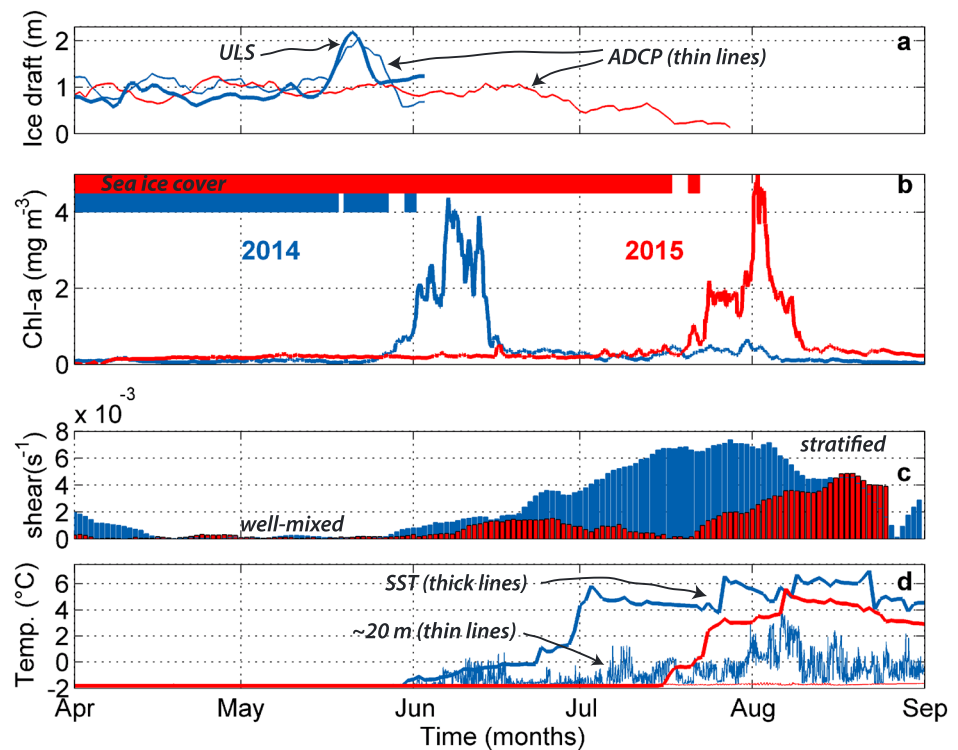 Ice draft (m)
2
1
0
ULS
ADCP (thin lines)
a
Chl-a (mg m-3)
4
2
0
Sea ice cover
b
2014
2015
x 10-3
shear(s-1)
8
6
4
2
0
well-mixed
stratified
c
Temp. (°C)
6
4
2
0
-2
SST (thick lines)
~20 m (thin lines)
d
Apr May Jun Jul Aug Sep
Time (months)